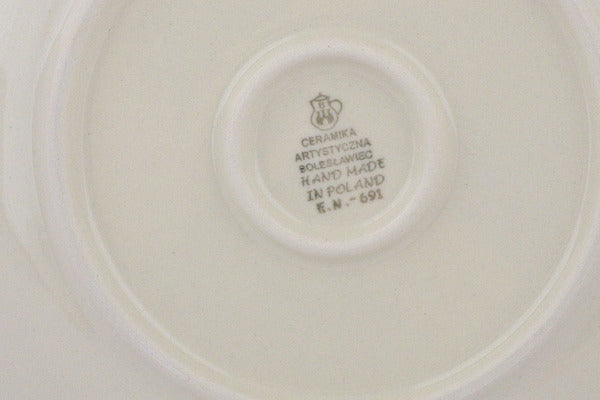 CERAMIKA
ARTYSTYCZNA
BOLESŁAWIEC
HAND MADE
IN POLAND
E.N.-691